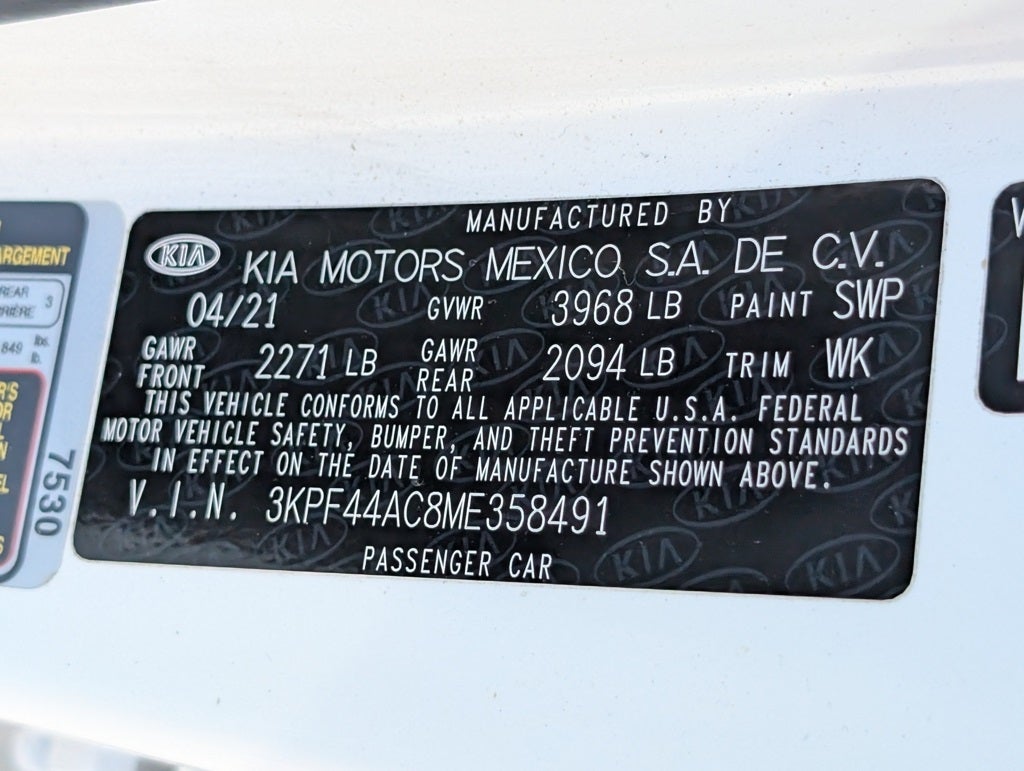 MANUFACTURED BY
KIA KIA MOTORS MEXICO, S.A. DE C.V.
04/21 GVWR 3968 LB PAINT SWP
GAWR FRONT 2271 LB GAWR REAR 2094 LB TRIM WK
THIS VEHICLE CONFORMS TO ALL APPLICABLE U.S.A. FEDERAL
MOTOR VEHICLE SAFETY, BUMPER, AND THEFT PREVENTION STANDARDS
IN EFFECT ON THE DATE OF MANUFACTURE SHOWN ABOVE.
V.I.N. 3KPF44AC8ME358491
PASSENGER CAR
REAR 3
849 lbs.
7530